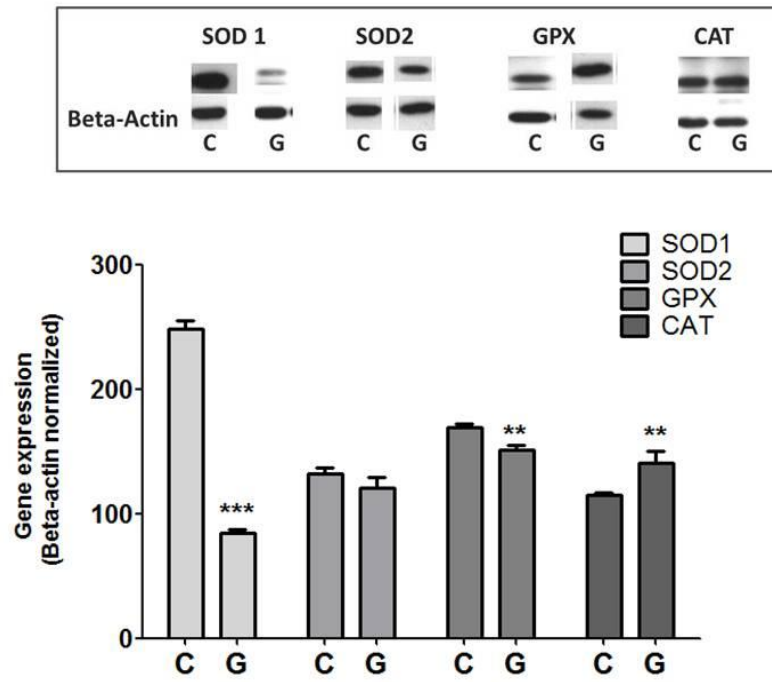 SOD 1 SOD2 GPX CAT
Beta-Actin
C G C G C G C G
SOD1
SOD2
GPX
CAT
Gene expression
(Beta-actin normalized)
300
200
100
0
*** ** **
C G C G C G C G